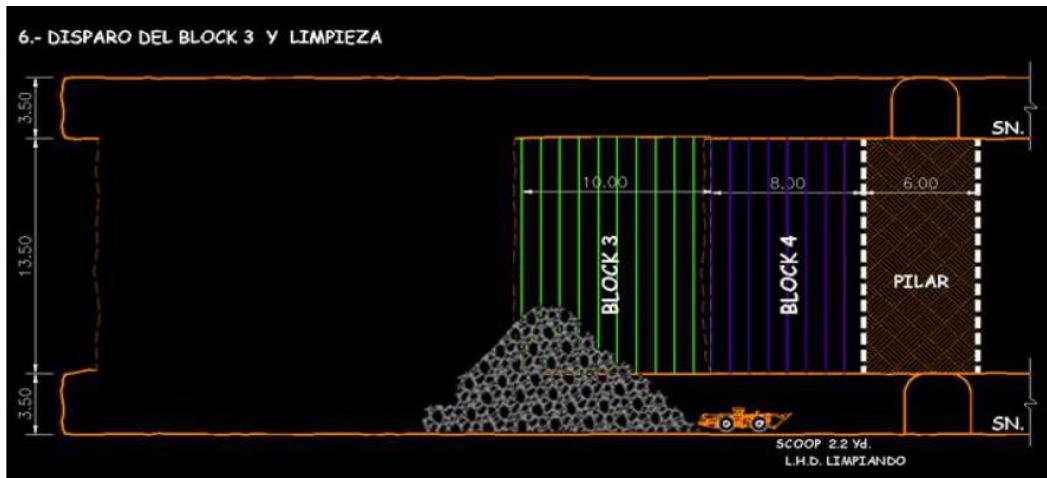 6.- DISPARO DEL BLOCK 3 Y LIMPIEZA
3.50
SN.
10.00
8.00
6.00
13.50
BLOCK 3
BLOCK 4
PILAR
3.50
SN.
SCOOP 2.2 Yd.
L.H.D. LIMPIANDO